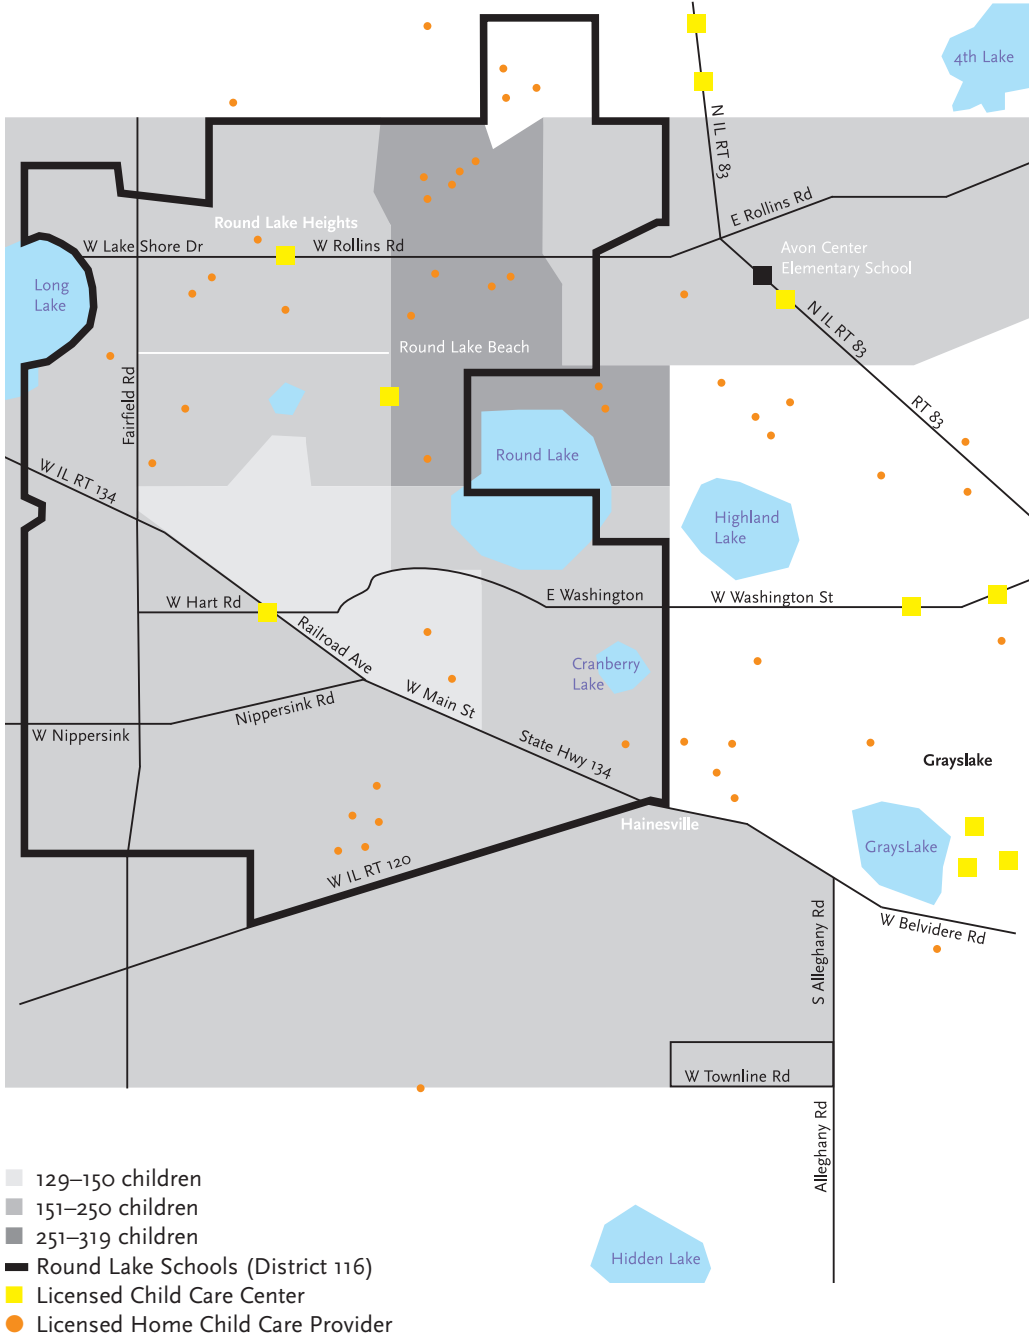 4th Lake
N IL RT 83
E Rollins Rd
Round Lake Heights
W Lake Shore Dr
W Rollins Rd
Avon Center
Elementary School
Long
Lake
N IL RT 83
Round Lake Beach
Fairfield Rd
RT 83
W IL RT 134
Round Lake
Highland
Lake
W Hart Rd
E Washington
W Washington St
Railroad Ave
Cranberry
Lake
W Main St
Nippersink Rd
W Nippersink
State Hwy 134
Grayslake
Hainesville
GraysLake
W IL RT 120
W Belvidere Rd
S Alleghany Rd
W Townline Rd
Alleghany Rd
129–150 children
151–250 children
251–319 children
Round Lake Schools (District 116)
Hidden Lake
Licensed Child Care Center
Licensed Home Child Care Provider